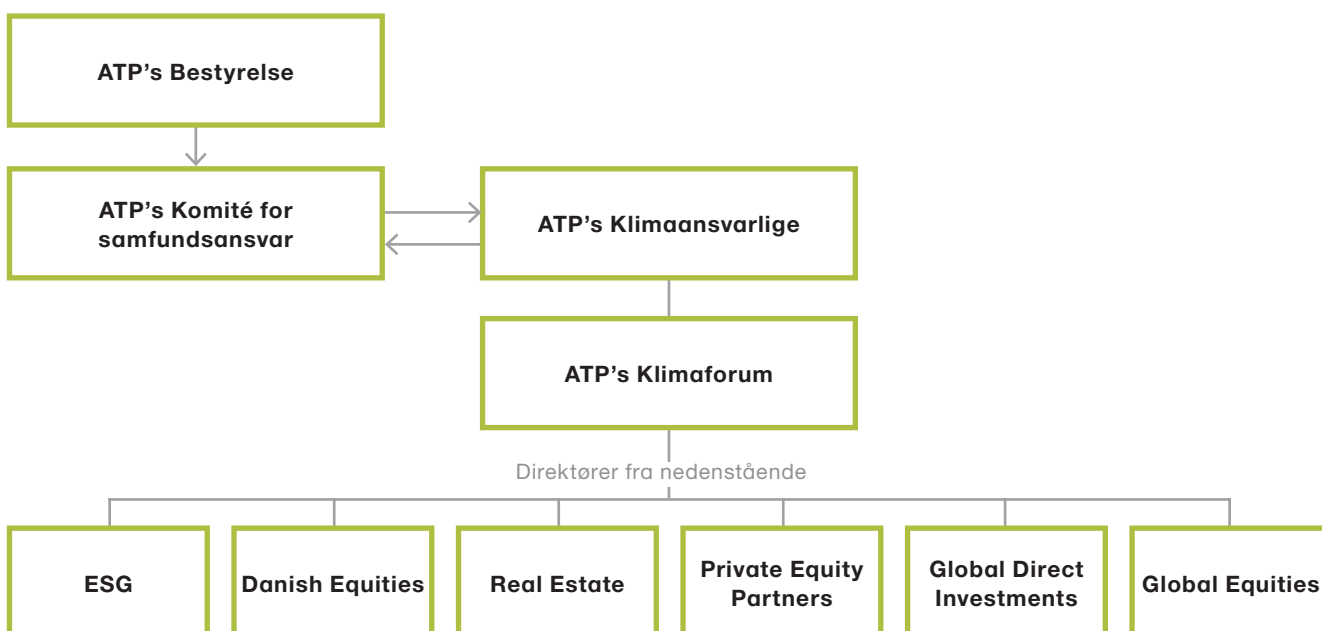 ATP’s Bestyrelse
ATP’s Komité for
samfundsansvar
ATP’s Klimaansvarlige
ATP’s Klimaforum
Direktører fra nedenstående
ESG
Danish Equities
Real Estate
Private Equity
Partners
Global Direct
Investments
Global Equities